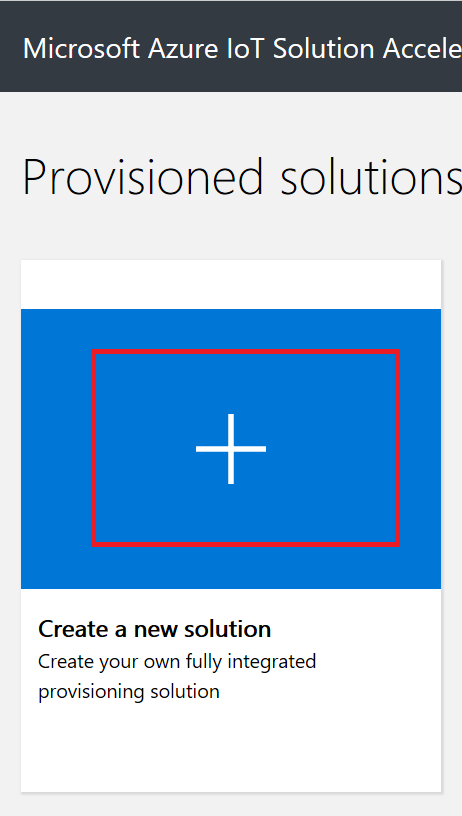 Microsoft Azure IoT Solution Accele
Provisioned solutions
Create a new solution
Create your own fully integrated
provisioning solution